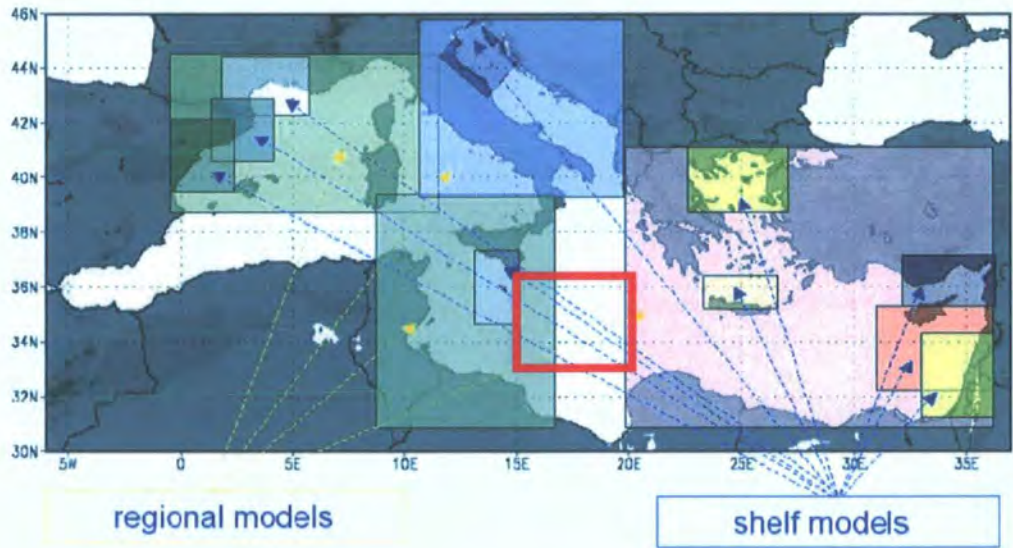 46N
44N
42N
40N
38N
36N
34N
32N
30N
5W 0 5E 10E 15E 20E 25E 30E 35E
regional models
shelf models